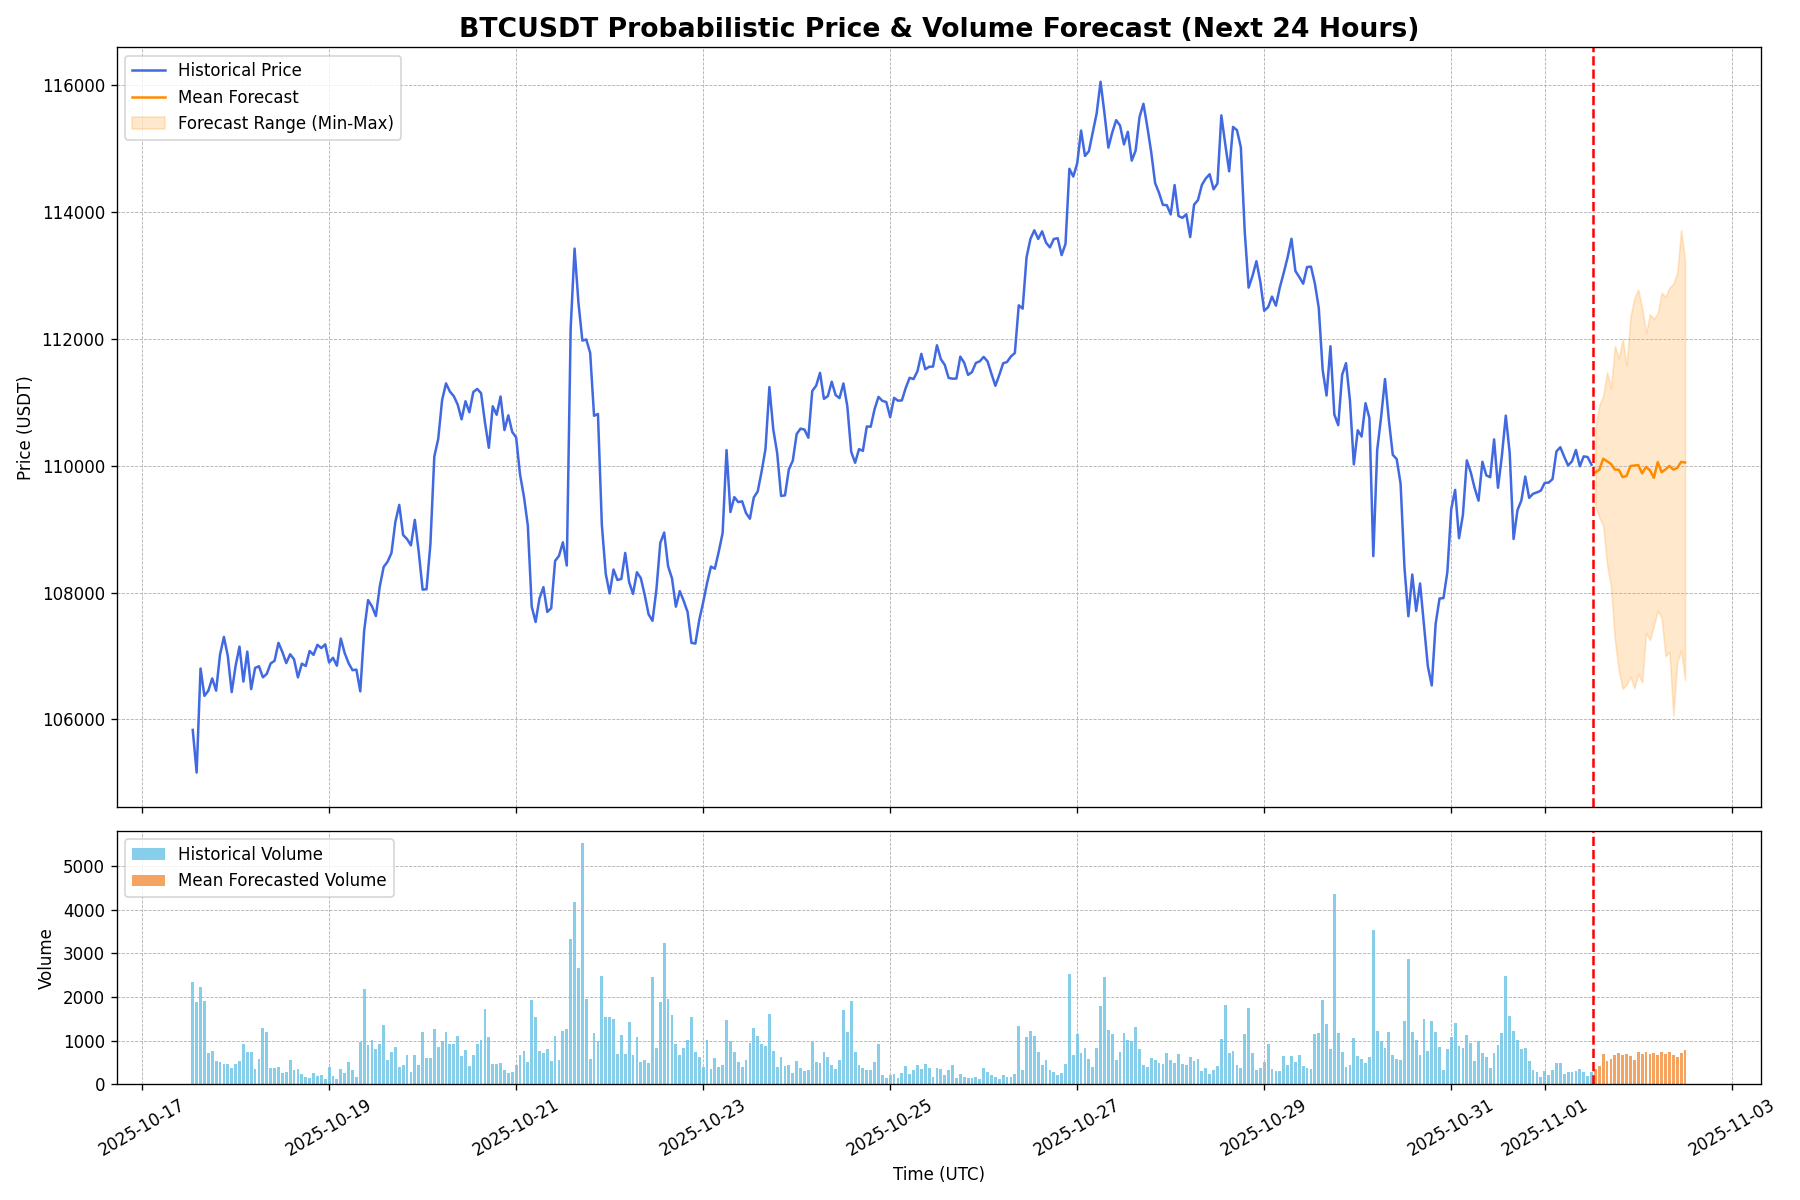 BTCUSDT Probabilistic Price & Volume Forecast (Next 24 Hours)
Historical Price
Mean Forecast
Forecast Range (Min-Max)
Price (USDT)
116000
114000
112000
110000
108000
106000
Historical Volume
Mean Forecasted Volume
Volume
5000
4000
3000
2000
1000
0
2025-10-17
2025-10-19
2025-10-21
2025-10-23
2025-10-25
2025-10-27
2025-10-29
2025-10-31
2025-11-01
2025-11-03
Time (UTC)